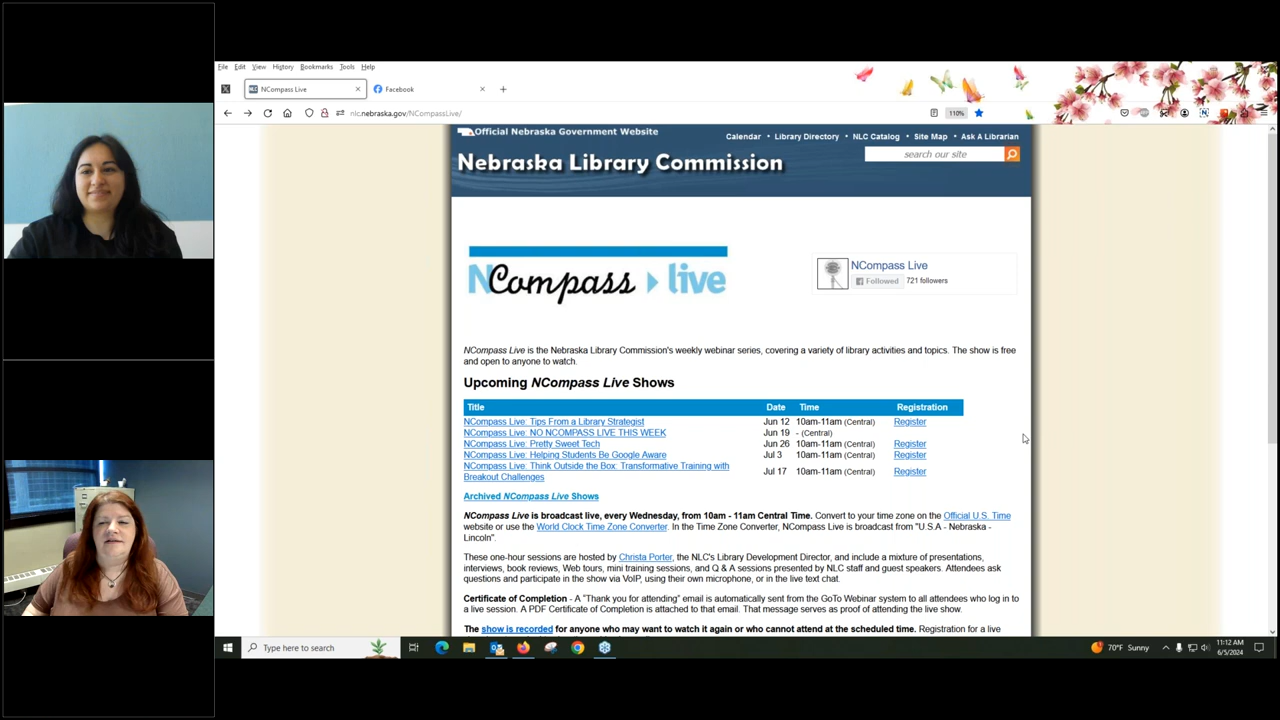 File Edit View History Bookmarks Tools Help
NCompass Live
Facebook
nlc.nebraska.gov/NCompassLive/
110%
Official Nebraska Government Website
Calendar • Library Directory • NLC Catalog • Site Map • Ask A Librarian
Nebraska Library Commission
search our site
NCompass live
NCompass Live
Followed 721 followers
NCompass Live is the Nebraska Library Commission's weekly webinar series, covering a variety of library activities and topics. The show is free
and open to anyone to watch.
Upcoming NCompass Live Shows
Title Date Time Registration
NCompass Live: Tips From a Library Strategist Jun 12 10am-11am (Central) Register
NCompass Live: NO NCOMPASS LIVE THIS WEEK Jun 19 - (Central)
NCompass Live: Pretty Sweet Tech Jun 26 10am-11am (Central) Register
NCompass Live: Helping Students Be Google Aware Jul 3 10am-11am (Central) Register
NCompass Live: Think Outside the Box: Transformative Training with
Breakout Challenges Jul 17 10am-11am (Central) Register
Archived NCompass Live Shows
NCompass Live is broadcast live, every Wednesday, from 10am - 11am Central Time. Convert to your time zone on the Official U.S. Time
website or use the World Clock Time Zone Converter. In the Time Zone Converter, NCompass Live is broadcast from "U.S.A - Nebraska -
Lincoln".
These one-hour sessions are hosted by Christa Porter, the NLC's Library Development Director, and include a mixture of presentations,
interviews, book reviews, Web tours, mini training sessions, and Q & A sessions presented by NLC staff and guest speakers. Attendees ask
questions and participate in the show via VoIP, using their own microphone, or in the live text chat.
Certificate of Completion - A "Thank you for attending" email is automatically sent from the GoTo Webinar system to all attendees who log in to
a live session. A PDF Certificate of Completion is attached to that email. That message serves as proof of attending the live show.
The show is recorded for anyone who may want to watch it again or who cannot attend at the scheduled time. Registration for a live
Type here to search
70°F Sunny
11:12 AM
6/5/2024